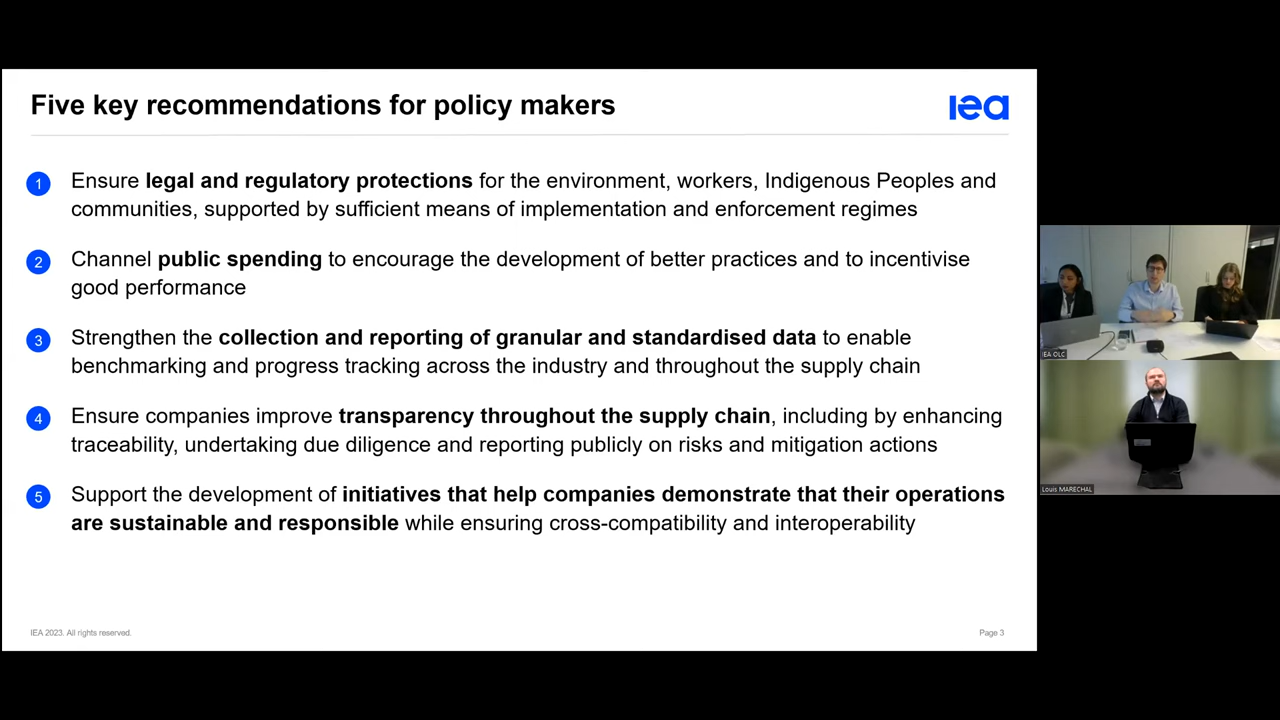 Five key recommendations for policy makers
iea
1
Ensure legal and regulatory protections for the environment, workers, Indigenous Peoples and
communities, supported by sufficient means of implementation and enforcement regimes
2
Channel public spending to encourage the development of better practices and to incentivise
good performance
3
Strengthen the collection and reporting of granular and standardised data to enable
benchmarking and progress tracking across the industry and throughout the supply chain
4
Ensure companies improve transparency throughout the supply chain, including by enhancing
traceability, undertaking due diligence and reporting publicly on risks and mitigation actions
5
Support the development of initiatives that help companies demonstrate that their operations
are sustainable and responsible while ensuring cross-compatibility and interoperability
IEA 2023. All rights reserved.
Page 3
IEA OLC
Louis MARECHAL